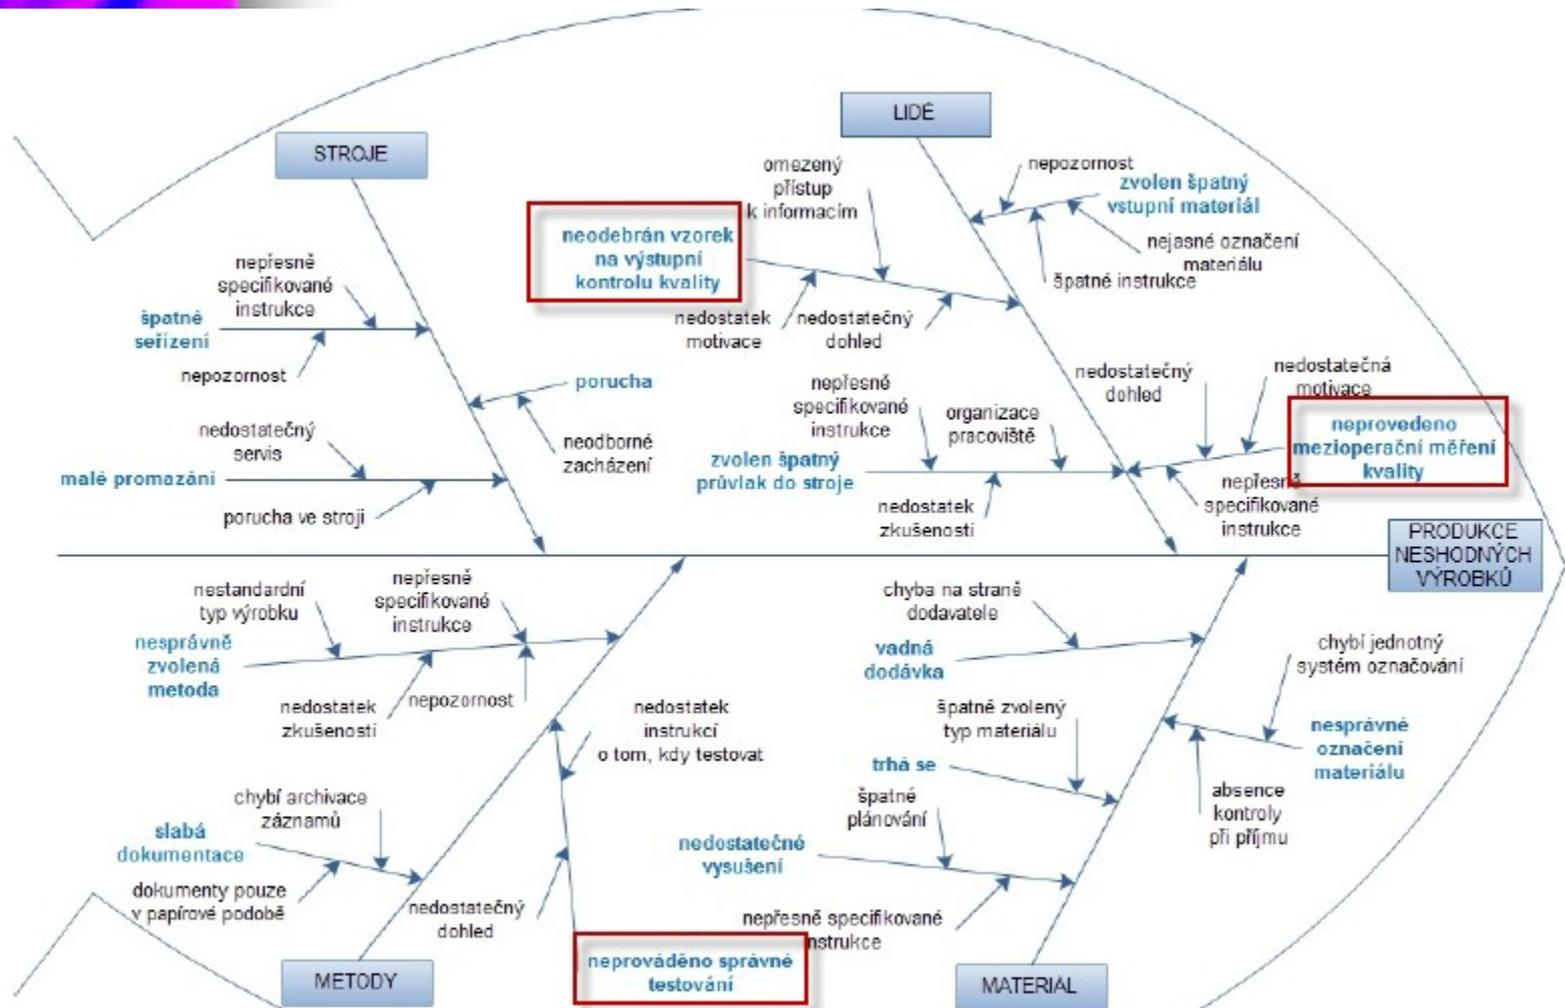 STROJE
LIDÉ
nepřesně
specifikované
instrukce
špatné
seřízení
nepozornost
porucha
neodborné
zacházení
nedostatečný
servis
malé promazání
porucha ve stroji
omezený
přístup
k informacím
neodebrán vzorek
na výstupní
kontrolu kvality
nedostatek
motivace
nedostatečný
dohled
nepozornost
zvolen špatný
vstupní materiál
nejasné označení
materiálu
špatné instrukce
nepřesně
specifikované
instrukce
organizace
pracoviště
zvolen špatný
průvlak do stroje
nedostatek
zkušeností
nedostatečný
dohled
nedostatečná
motivace
neprovedeno
mezioperační měření
kvality
nepřesně
specifikované
instrukce
PRODUKCE
NESHODNÝCH
VÝROBKŮ
nestandardní
typ výrobku
nepřesně
specifikované
instrukce
nesprávně
zvolená
metoda
nedostatek
zkušeností
nepozornost
nedostatek
instrukcí
o tom, kdy testovat
chybí archivace
záznamů
slabá
dokumentace
dokumenty pouze
v papírové podobě
nedostatečný
dohled
neprováděno správné
testování
METODY
chyba na straně
dodavatele
vadná
dodávka
chybí jednotný
systém označování
nesprávné
označení
materiálu
absence
kontroly
při příjmu
špatně zvolený
typ materiálu
trhá se
špatné
plánování
nedostatečné
vysušení
nepřesně specifikované
instrukce
MATERIÁL